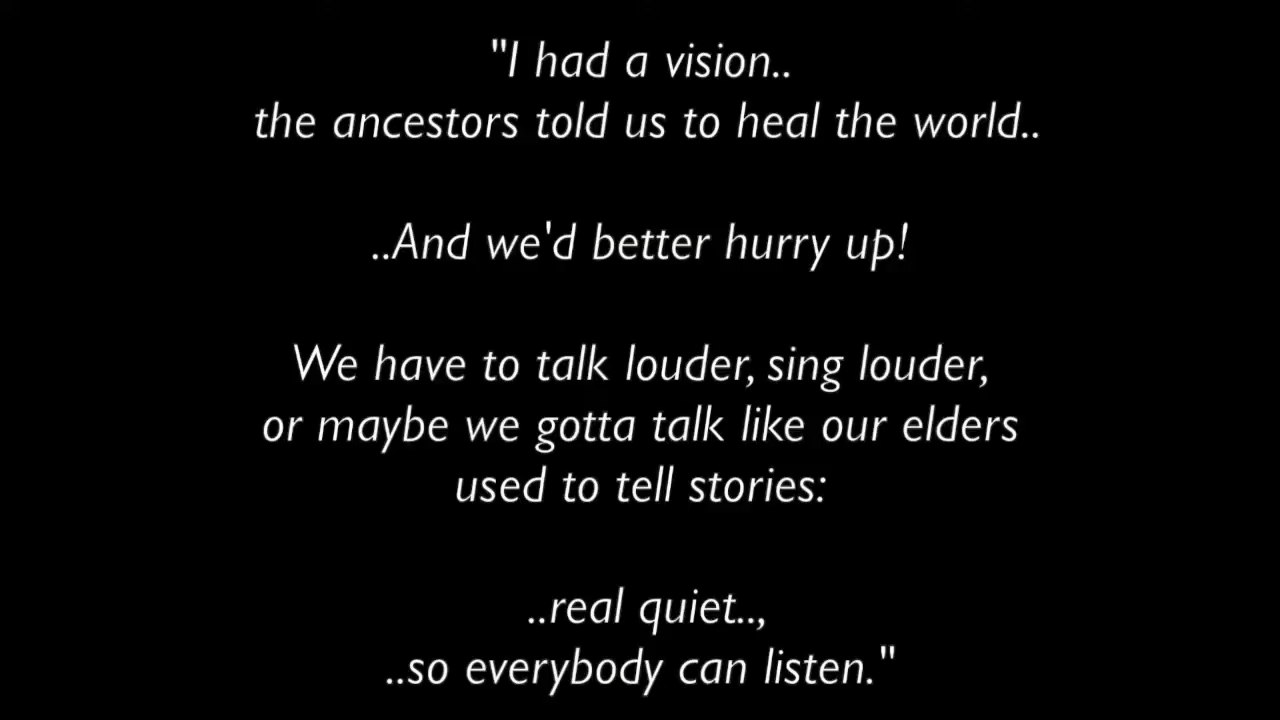 "I had a vision..
the ancestors told us to heal the world..
..And we'd better hurry up!
We have to talk louder, sing louder,
or maybe we gotta talk like our elders
used to tell stories:
..real quiet..,
..so everybody can listen."